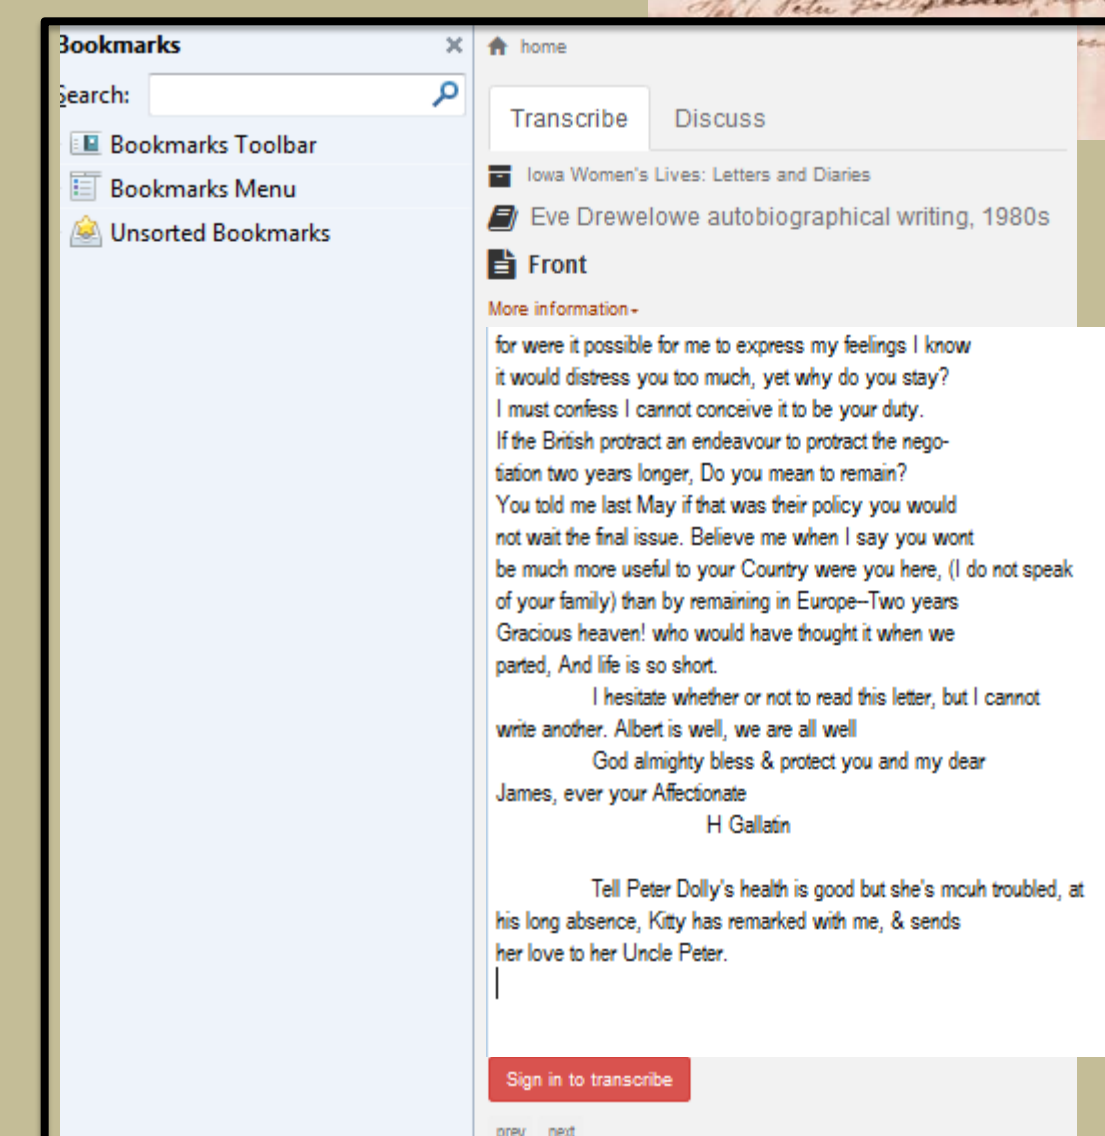 Tell Peter Dolly
Bookmarks
Search:
Bookmarks Toolbar
Bookmarks Menu
Unsorted Bookmarks
home
Transcribe Discuss
Iowa Women's Lives: Letters and Diaries
Eve Drewelowe autobiographical writing, 1980s
Front
More information
for were it possible for me to express my feelings I know
it would distress you too much, yet why do you stay?
I must confess I cannot conceive it to be your duty.
If the British protract an endeavour to protract the nego-
tiation two years longer, Do you mean to remain?
You told me last May if that was their policy you would
not wait the final issue. Believe me when I say you wont
be much more useful to your Country were you here, (I do not speak
of your family) than by remaining in Europe--Two years
Gracious heaven! who would have thought it when we
parted, And life is so short.
I hesitate whether or not to read this letter, but I cannot
write another. Albert is well, we are all well
God almighty bless & protect you and my dear
James, ever your Affectionate
H Gallatin
Tell Peter Dolly's health is good but she's mcuh troubled, at
his long absence, Kitty has remarked with me, & sends
her love to her Uncle Peter.
Sign in to transcribe
prev next